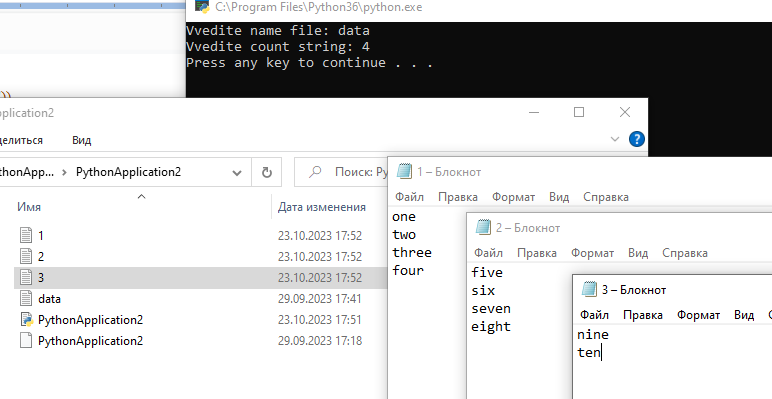 C:\Program Files\Python36\python.exe
Vvedite name file: data
Vvedite count string: 4
Press any key to continue . . .
pplication2
делиться Вид
thonApp... > PythonApplication2
Поиск: Py
Имя Дата изменения
1 23.10.2023 17:52
2 23.10.2023 17:52
3 23.10.2023 17:52
data 29.09.2023 17:41
PythonApplication2 23.10.2023 17:51
PythonApplication2 29.09.2023 17:18
1 – Блокнот
Файл Правка Формат Вид Справка
one
two
three
four
2 – Блокнот
Файл Правка Формат Вид Справка
five
six
seven
eight
3 – Блокнот
Файл Правка Формат Вид С
nine
ten